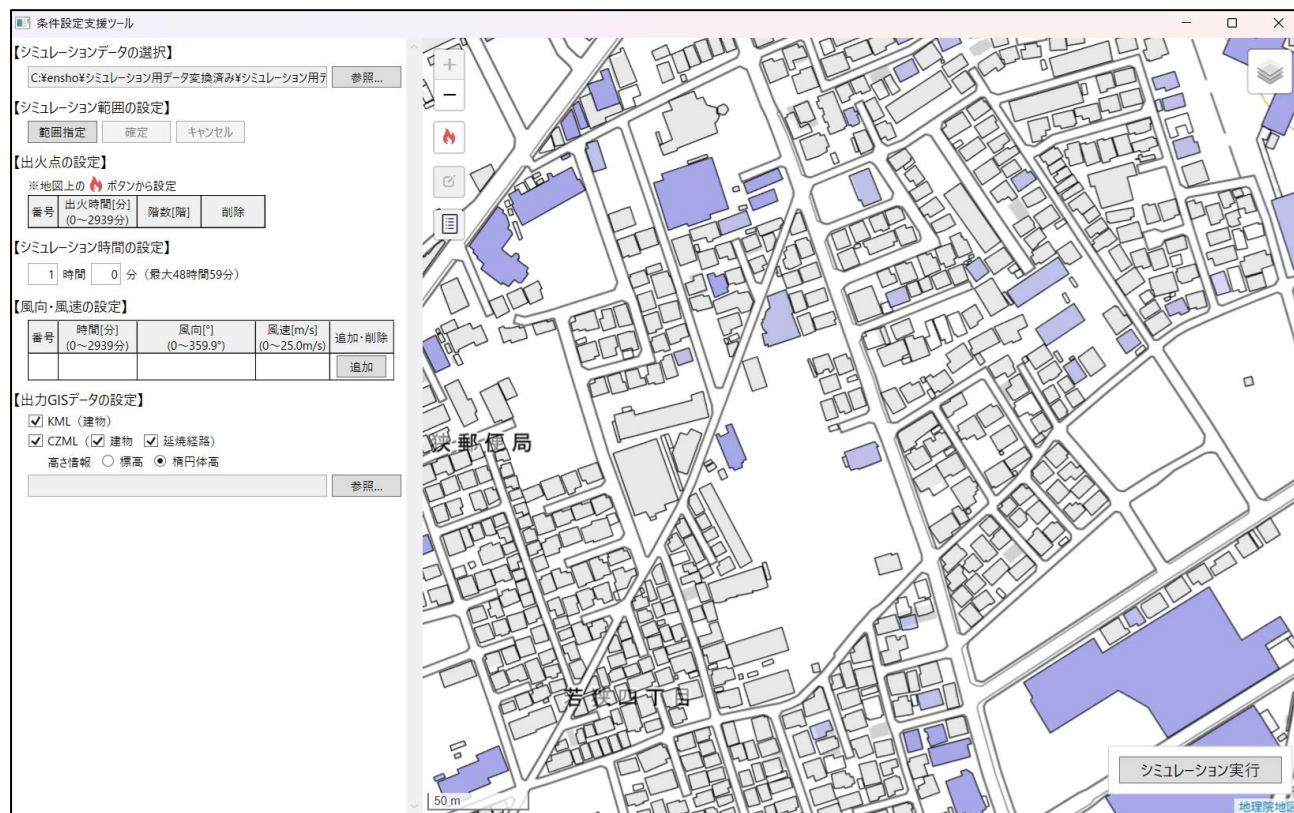 条件設定支援ツール
【シミュレーションデータの選択】
C:¥ensho¥シミュレーション用データ変換済み¥シミュレーション用デ
参照...
【シミュレーション範囲の設定】
範囲指定 確定 キャンセル
【出火点の設定】
※地図上の ボタンから設定
番号 出火時間[分] (0～2939分) 階数[階] 削除
【シミュレーション時間の設定】
1 時間 0 分 (最大48時間59分)
【風向・風速の設定】
番号 時間[分] (0～2939分) 風向[°] (0～359.9°) 風速[m/s] (0～25.0m/s) 追加・削除
追加
【出力GISデータの設定】
KML (建物)
CZML (建物 延焼経路)
高さ情報 標高 楕円体高
参照...
狭郵便局
若狭四丁目
50 m
シミュレーション実行
地理院地図